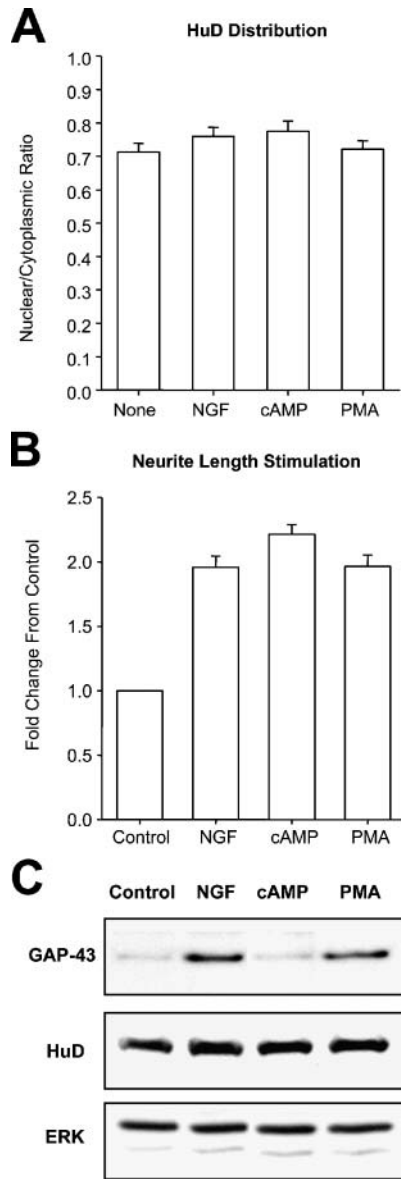 A
HuD Distribution
Nuclear/Cytoplasmic Ratio
1.0
0.9
0.8
0.7
0.6
0.5
0.4
0.3
0.2
0.1
0.0
None NGF cAMP PMA
B
Neurite Length Stimulation
Fold Change From Control
2.5
2.0
1.5
1.0
0.5
0.0
Control NGF cAMP PMA
C
Control NGF cAMP PMA
GAP-43
HuD
ERK